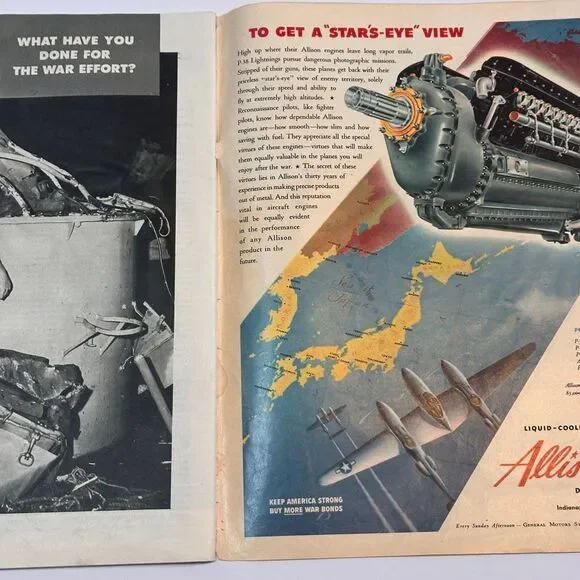 WHAT HAVE YOU
DONE FOR
THE WAR EFFORT?
TO GET A "STAR'S-EYE" VIEW
High up where their Allison engines leave long vapor trails,
P-38 Lightnings pursue dangerous photographic missions.
Stripped of their guns, these planes get back with their
priceless "star's-eye" view of enemy territory, solely
through their speed and ability to
fly at extremely high altitudes. ★
Reconnaissance pilots, like fighter
pilots, know how dependable Allison
engines are—how smooth—how slim and how
saving with fuel. They appreciate all the special
virtues of these engines—virtues that will make
them equally valuable in the planes you will
enjoy after the war. ★ The secret of these
virtues lies in Allison's thirty years of
experience in making precise products
out of metal. And this reputation
vital in aircraft engines
will be equally evident
in the performance
of any Allison
product in the
future.
KEEP AMERICA STRONG
BUY MORE WAR BONDS
LIQUID-COOL
Allis
Indiana
Every Sunday Afternoon — GENERAL MOTORS